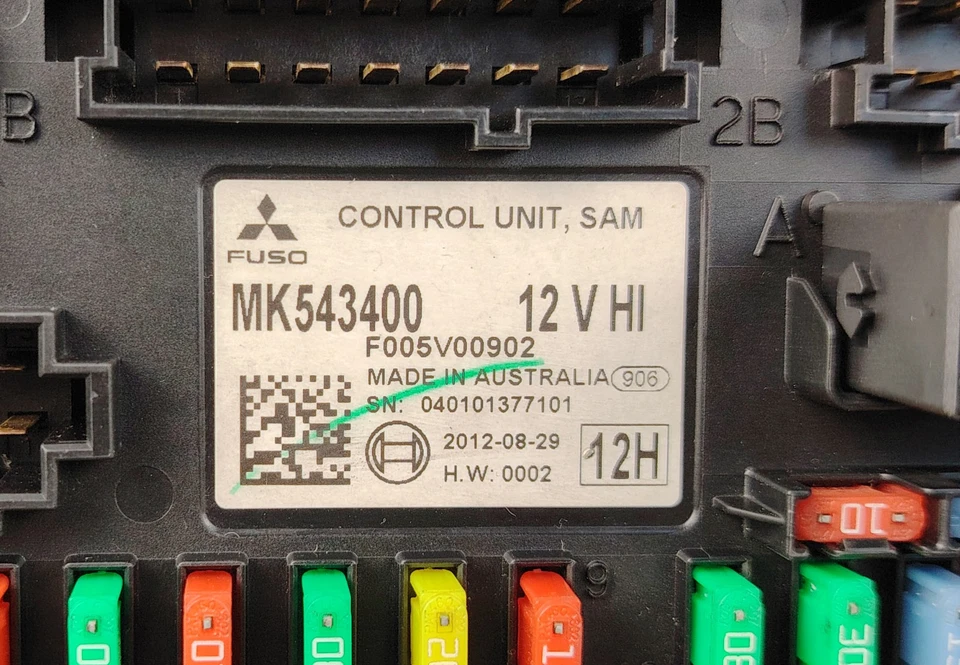 B
2B
A
FUSO
CONTROL UNIT, SAM
MK543400 12 V HI
F005V00902
MADE IN AUSTRALIA 906
SN: 040101377101
2012-08-29
H.W: 0002
12H
10
9
30